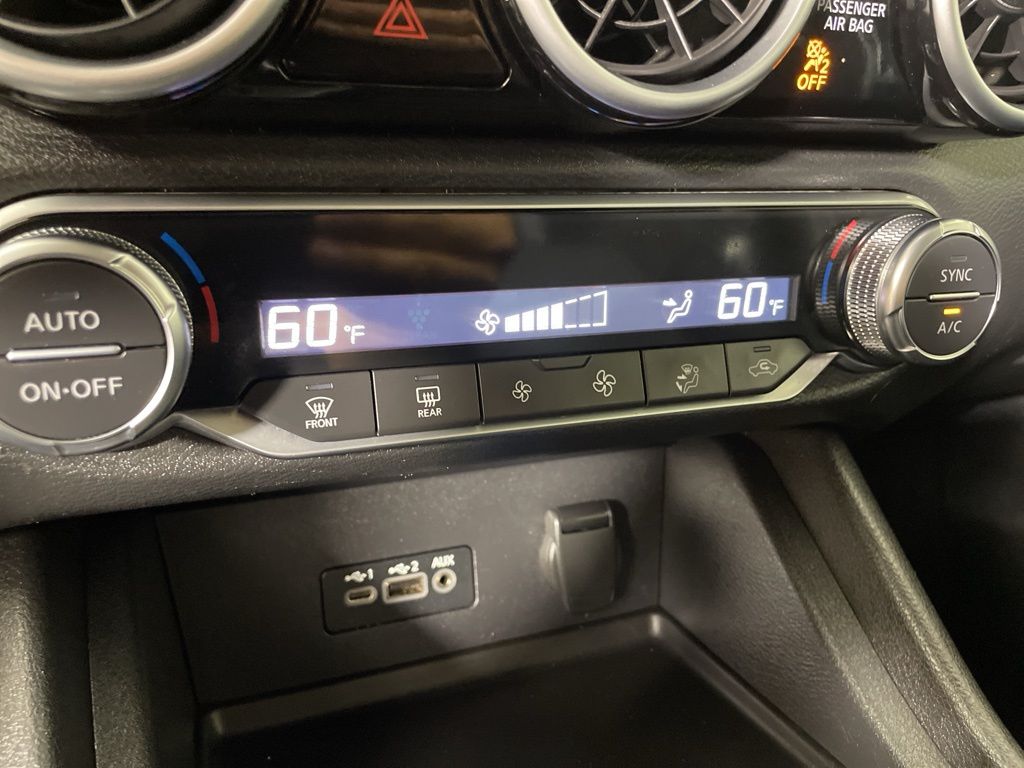 PASSENGER
AIR BAG
2
OFF
AUTO
ON·OFF
60°F
60°F
SYNC
A/C
FRONT
REAR
1
2
AUX